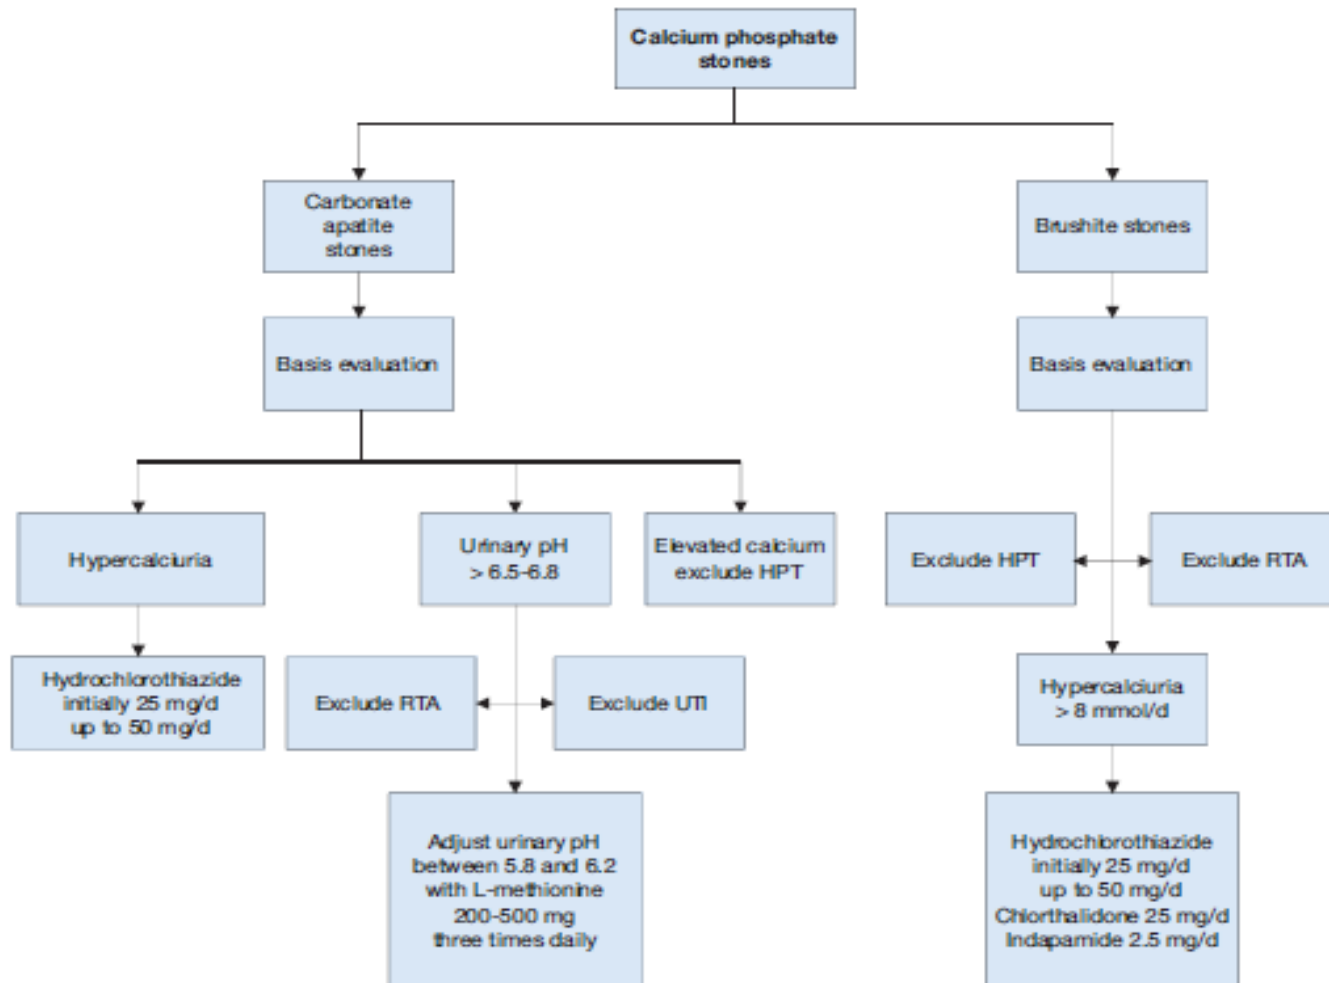 Calcium phosphate
stones
Carbonate
apatite
stones
Brushite stones
Basis evaluation
Basis evaluation
Hypercalciuria
Urinary pH
> 6.5-6.8
Elevated calcium
exclude HPT
Exclude HPT
Exclude RTA
Hydrochlorothiazide
initially 25 mg/d
up to 50 mg/d
Exclude RTA
Exclude UTI
Hypercalciuria
> 8 mmol/d
Adjust urinary pH
between 5.8 and 6.2
with L-methionine
200-500 mg
three times daily
Hydrochlorothiazide
initially 25 mg/d
up to 50 mg/d
Chlorthalidone 25 mg/d
Indapamide 2.5 mg/d